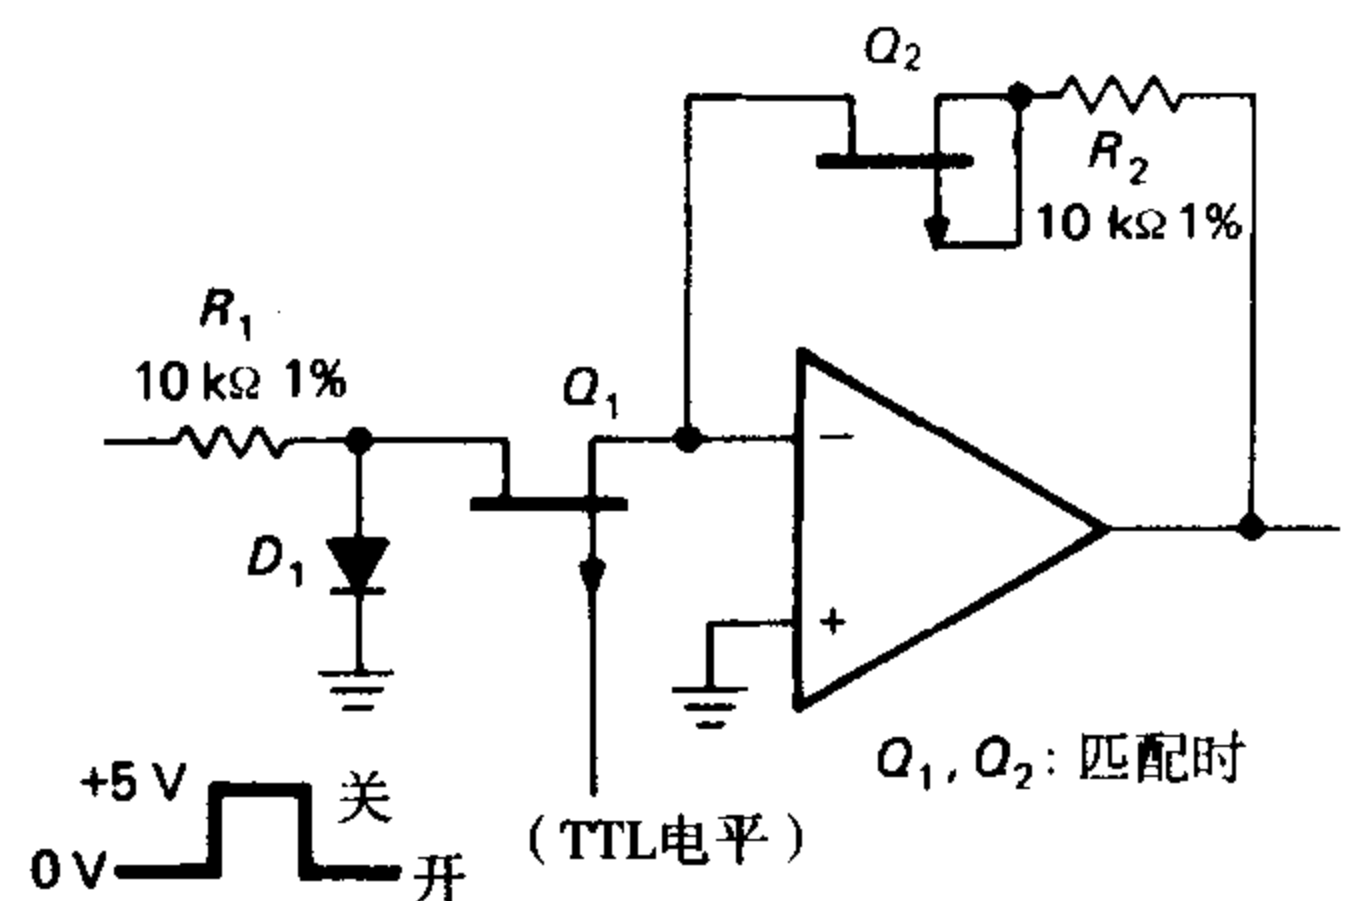 Q₂
R₂
10 kΩ 1%
R₁
10 kΩ 1%
Q₁
−
D₁
+
Q₁, Q₂: 匹配时
+5 V 关
(TTL电平)
0 V 开